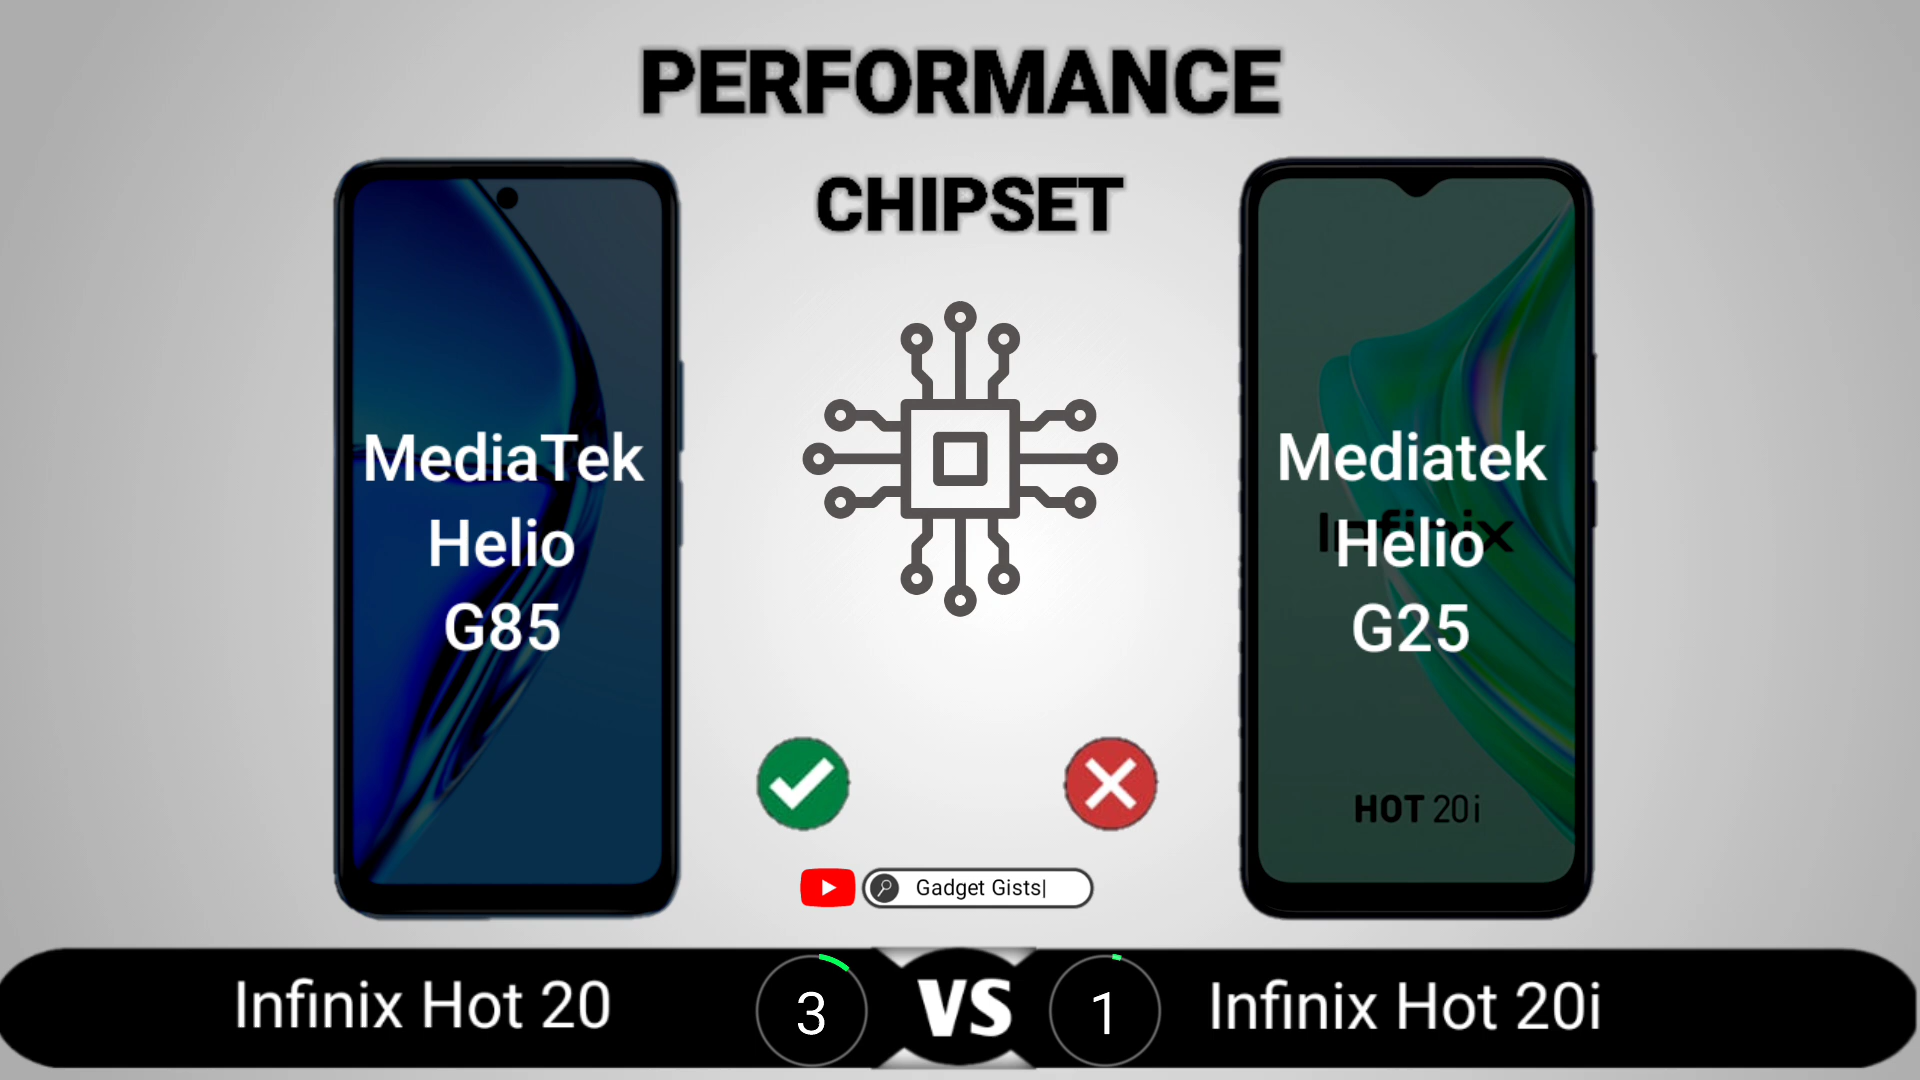 PERFORMANCE
CHIPSET
MediaTek
Helio
G85
Mediatek
Infinix
Helio
G25
HOT 20i
Gadget Gists|
Infinix Hot 20
3
VS
1
Infinix Hot 20i